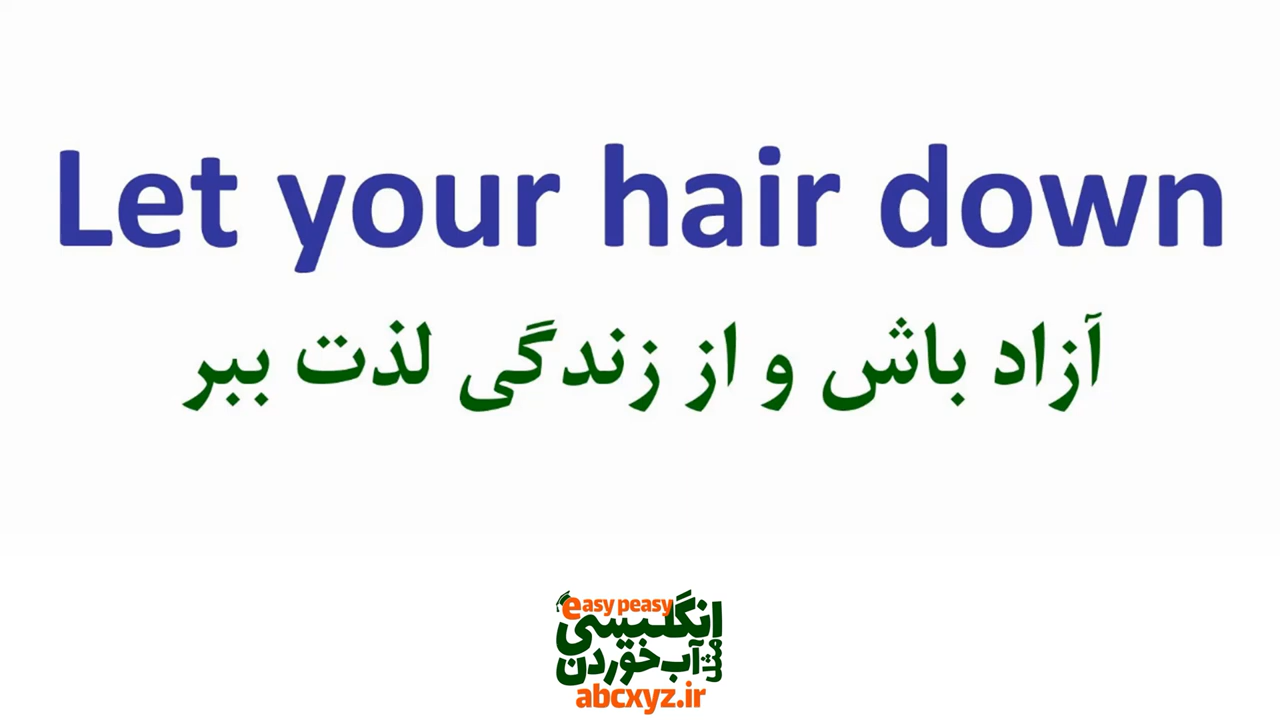 Let your hair down
آزاد باش و از زندگی لذت ببر
easy peasy
انگلیسی
مثل
آب خوردن
abcxyz.ir